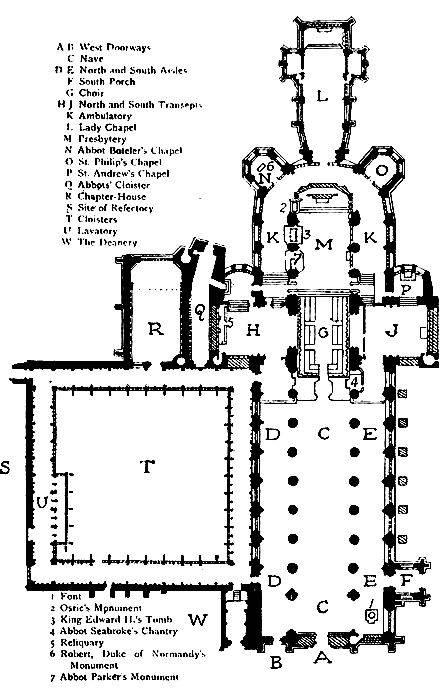 A B West Doorways
C Nave
D E North and South Aisles
F South Porch
G Choir
H J North and South Transepts
K Ambulatory
L Lady Chapel
M Presbytery
N Abbot Boteler's Chapel
O St. Philip's Chapel
P St. Andrew's Chapel
Q Abbots' Cloister
R Chapter-House
S Site of Refectory
T Cloisters
U Lavatory
W The Deanery
L
6
N
O
2
K
3
M
K
7
P
R
Q
5
H
G
J
4
D
C
E
S
T
U
D
E
F
C
1
W
B
A
1 Font
2 Osric's Monument
3 King Edward II.'s Tomb
4 Abbot Seabroke's Chantry
5 Reliquary
6 Robert, Duke of Normandy's
Monument
7 Abbot Parker's Monument